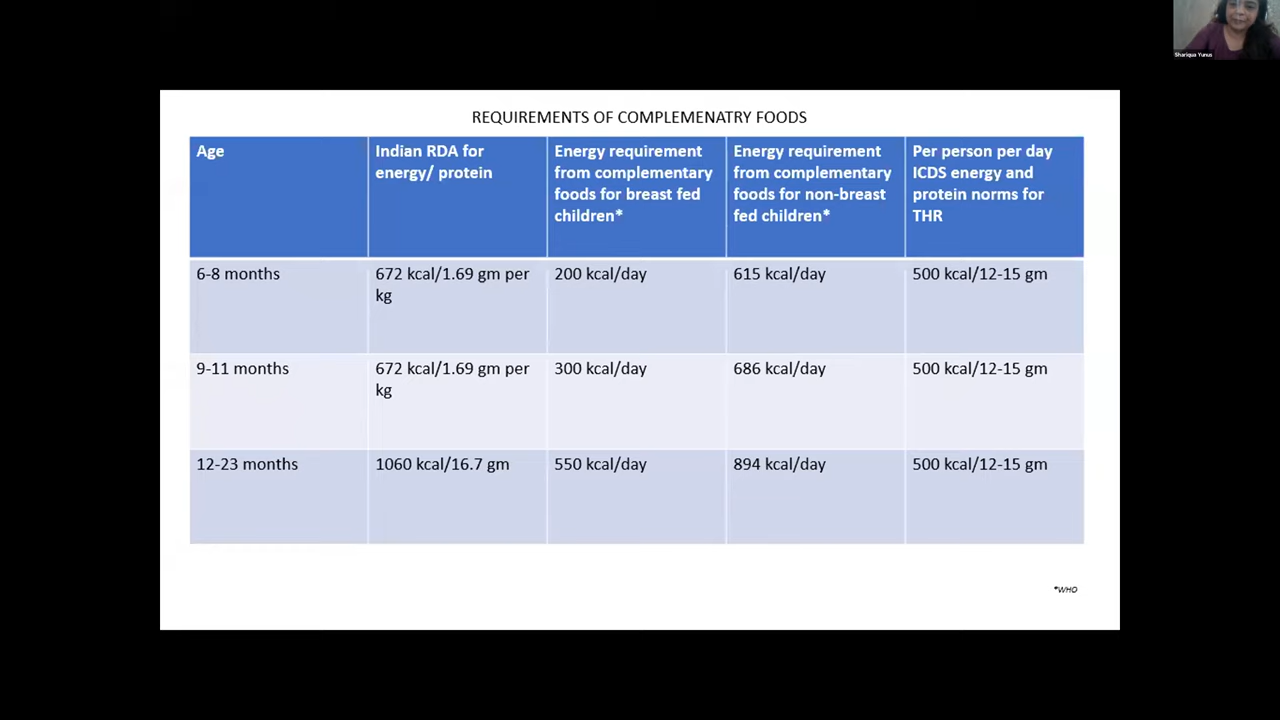 Shariqua Yunus
REQUIREMENTS OF COMPLEMENATRY FOODS
Age
Indian RDA for
energy/ protein
Energy requirement
from complementary
foods for breast fed
children*
Energy requirement
from complementary
foods for non-breast
fed children*
Per person per day
ICDS energy and
protein norms for
THR
6-8 months
672 kcal/1.69 gm per
kg
200 kcal/day
615 kcal/day
500 kcal/12-15 gm
9-11 months
672 kcal/1.69 gm per
kg
300 kcal/day
686 kcal/day
500 kcal/12-15 gm
12-23 months
1060 kcal/16.7 gm
550 kcal/day
894 kcal/day
500 kcal/12-15 gm
*WHO